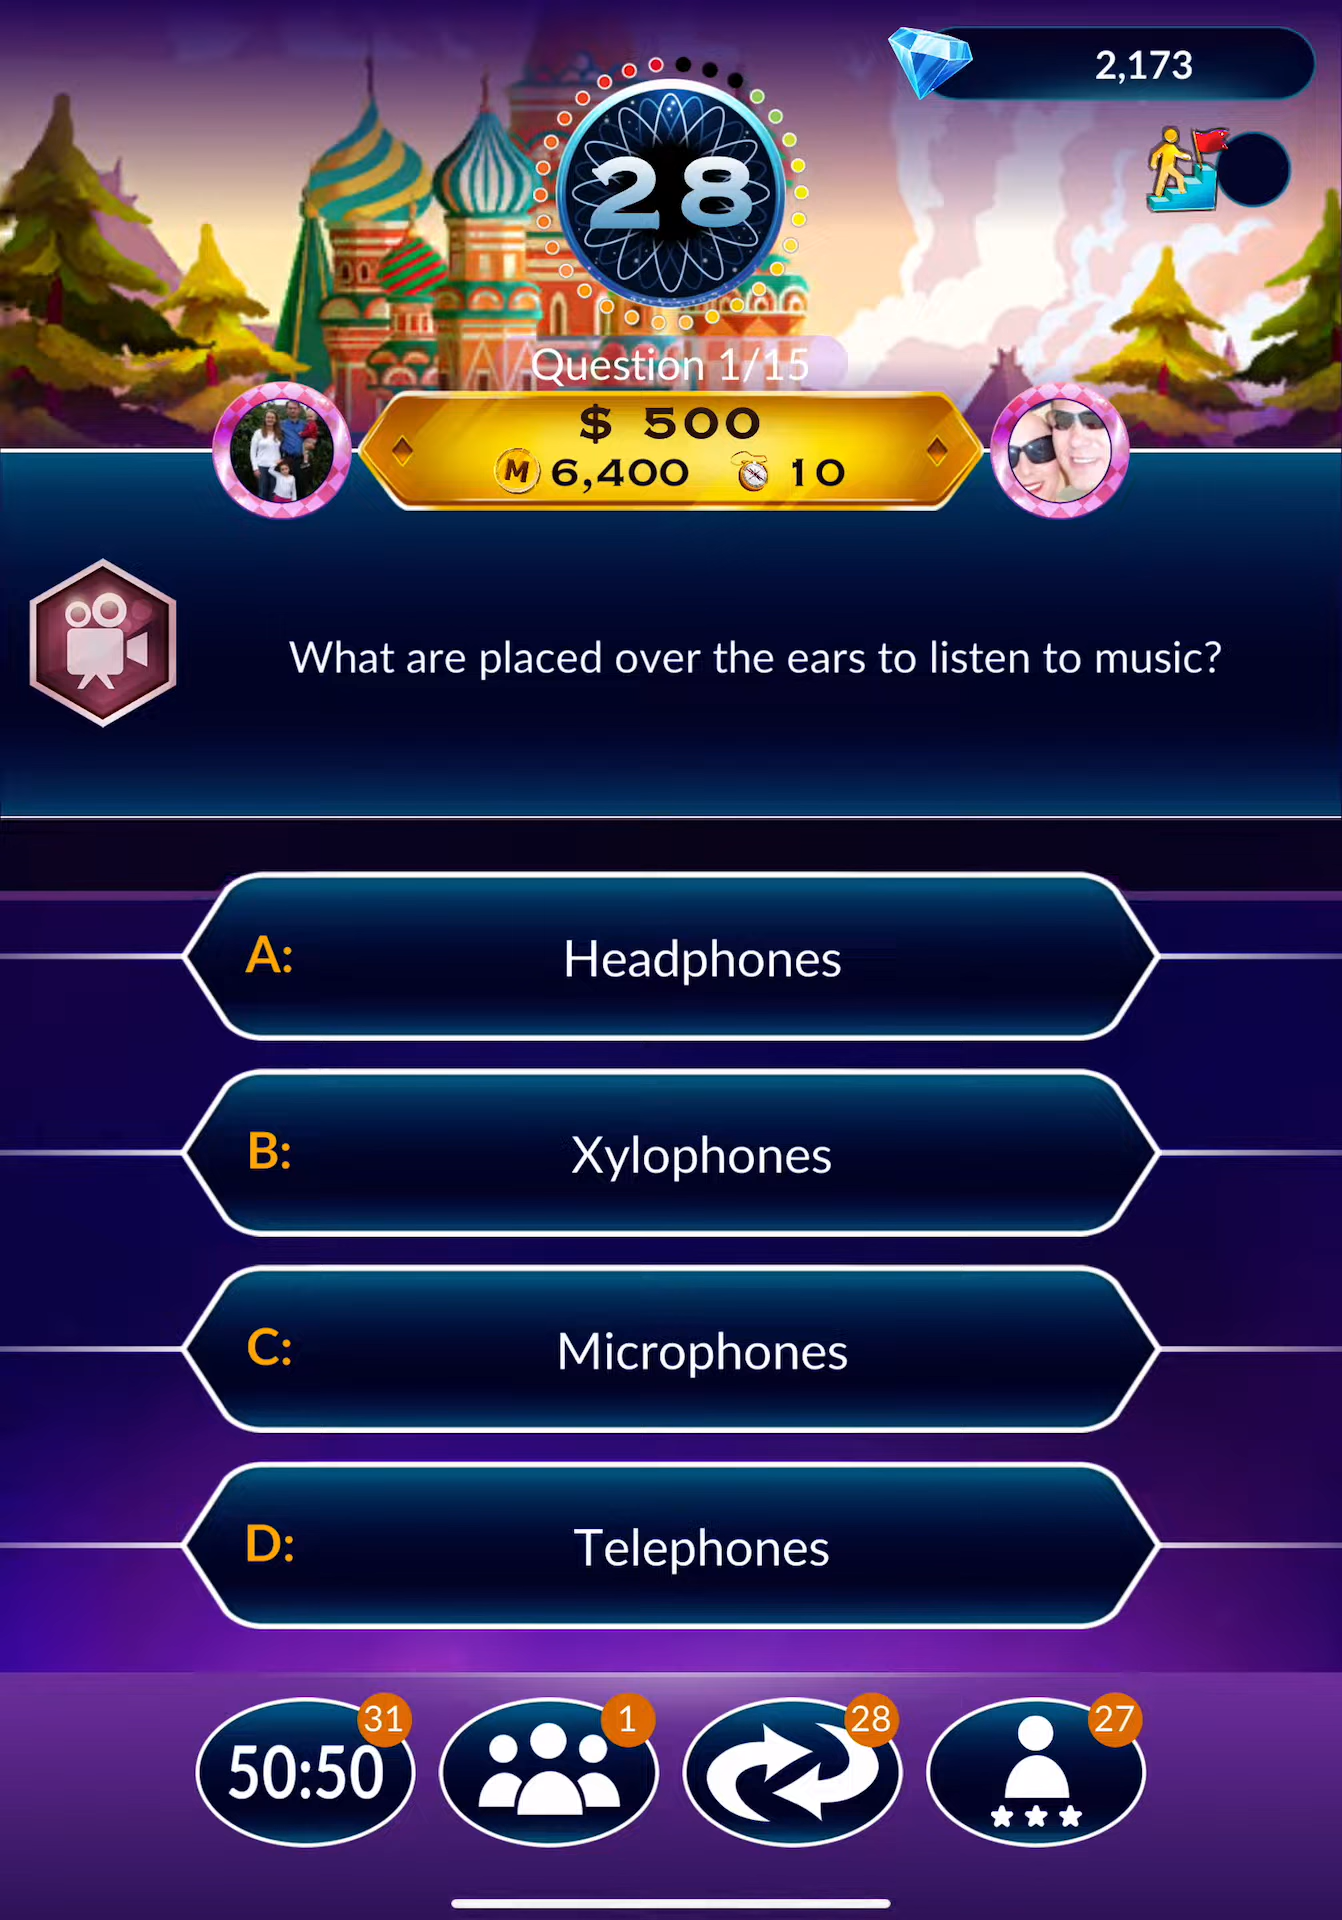 2,173
28
Question 1/15
$ 500
M 6,400 10
What are placed over the ears to listen to music?
A: Headphones
B: Xylophones
C: Microphones
D: Telephones
31
1
28
27
50:50